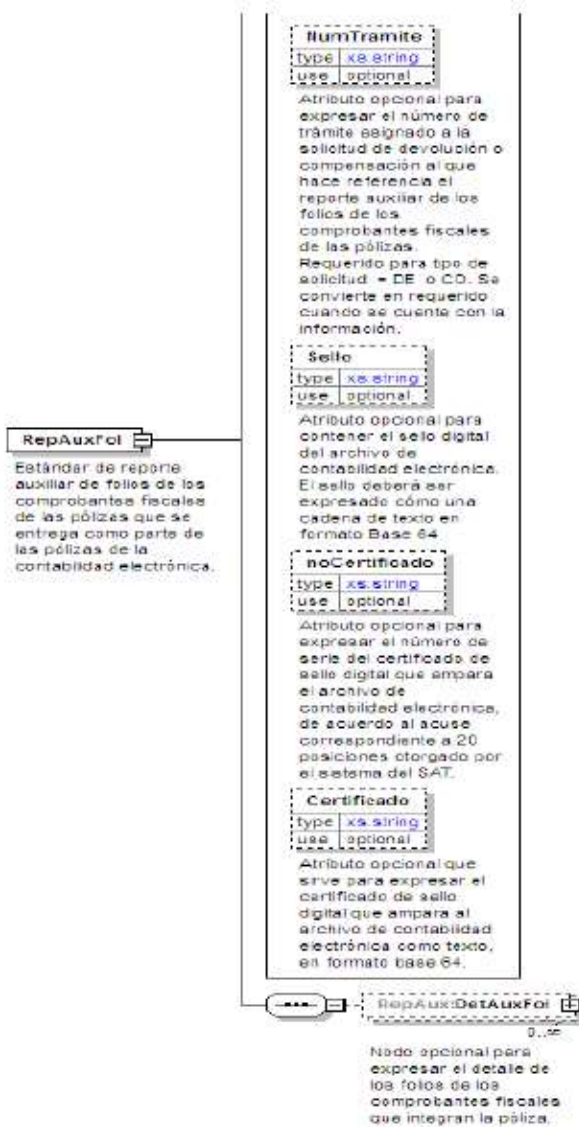 NumTramite
type xs:string
use optional
Atributo opcional para
expresar el número de
trámite asignado a la
solicitud de devolución o
compensación al que
hace referencia el
reporte auxiliar de los
folios de los
comprobantes fiscales
de las pólizas.
Requerido para tipo de
solicitud = DE o CO. Se
convierte en requerido
cuando se cuente con la
información.
Sello
type xs:string
use optional
Atributo opcional para
contener el sello digital
del archivo de
contabilidad electrónica.
El sello deberá ser
expresado cómo una
cadena de texto en
formato Base 64
noCertificado
type xs:string
use optional
Atributo opcional para
expresar el número de
serie del certificado de
sello digital que ampara
el archivo de
contabilidad electrónica,
de acuerdo al acuse
correspondiente a 20
posiciones otorgado por
el sistema del SAT.
Certificado
type xs:string
use optional
Atributo opcional que
sirve para expresar el
certificado de sello
digital que ampara al
archivo de contabilidad
electrónica como texto,
en formato base 64.
RepAuxFol
Estándar de reporte
auxiliar de folios de los
comprobantes fiscales
de las pólizas que se
entrega como parte de
las pólizas de la
contabilidad electrónica.
RepAux:DetAuxFol
0..∞
Nodo opcional para
expresar el detalle de
los folios de los
comprobantes fiscales
que integran la póliza.